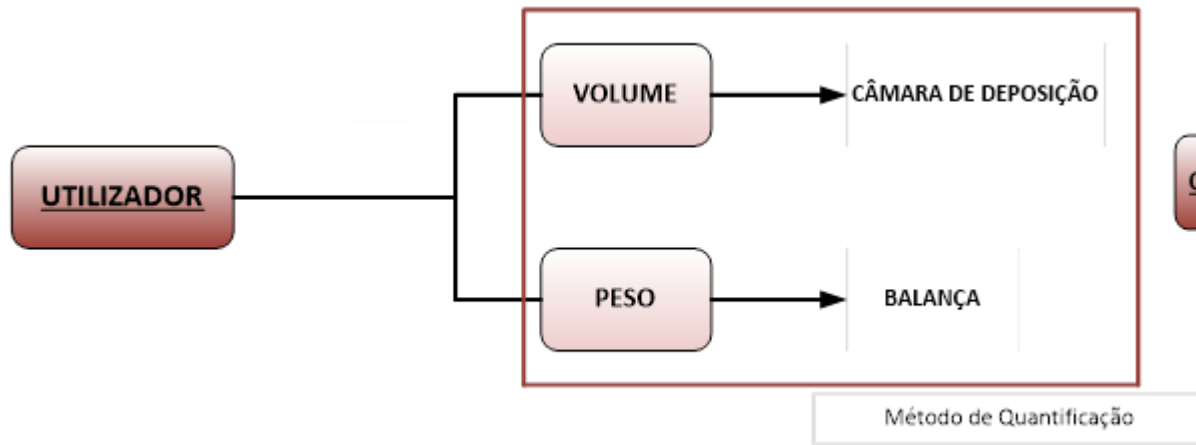 VOLUME
CÂMARA DE DEPOSIÇÃO
UTILIZADOR
PESO
BALANÇA
Método de Quantificação